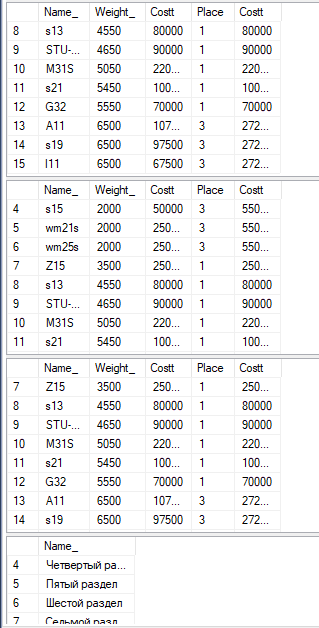 Name_ Weight_ Costt Place Costt
8 s13 4550 80000 1 80000
9 STU-... 4650 90000 1 90000
10 M31S 5050 220... 1 220...
11 s21 5450 100... 1 100...
12 G32 5550 70000 1 70000
13 A11 6500 107... 3 272...
14 s19 6500 97500 3 272...
15 I11 6500 67500 3 272...
Name_ Weight_ Costt Place Costt
4 s15 2000 50000 3 550...
5 wm21s 2000 250... 3 550...
6 wm25s 2000 250... 3 550...
7 Z15 3500 250... 1 250...
8 s13 4550 80000 1 80000
9 STU-... 4650 90000 1 90000
10 M31S 5050 220... 1 220...
11 s21 5450 100... 1 100...
Name_ Weight_ Costt Place Costt
7 Z15 3500 250... 1 250...
8 s13 4550 80000 1 80000
9 STU-... 4650 90000 1 90000
10 M31S 5050 220... 1 220...
11 s21 5450 100... 1 100...
12 G32 5550 70000 1 70000
13 A11 6500 107... 3 272...
14 s19 6500 97500 3 272...
Name_
4 Четвертый ра...
5 Пятый раздел
6 Шестой раздел
7 Седьмой раздел